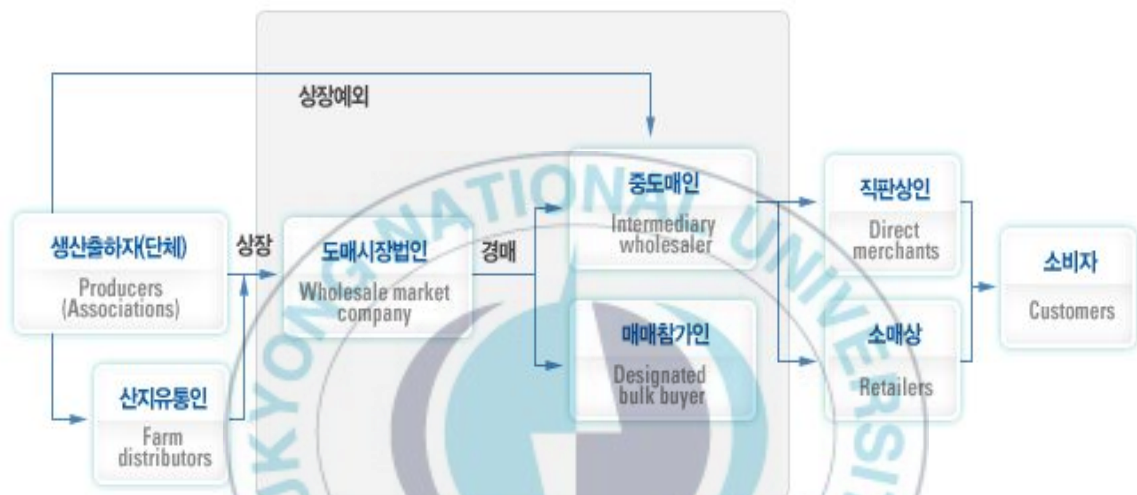 상장예외
생산출하자(단체)
Producers
(Associations)
상장
산지유통인
Farm
distributors
도매시장법인
Wholesale market
company
경매
중도매인
Intermediary
wholesaler
매매참가인
Designated
bulk buyer
직판상인
Direct
merchants
소매상
Retailers
소비자
Customers
UKYONG NATIONAL UNIVERSIT